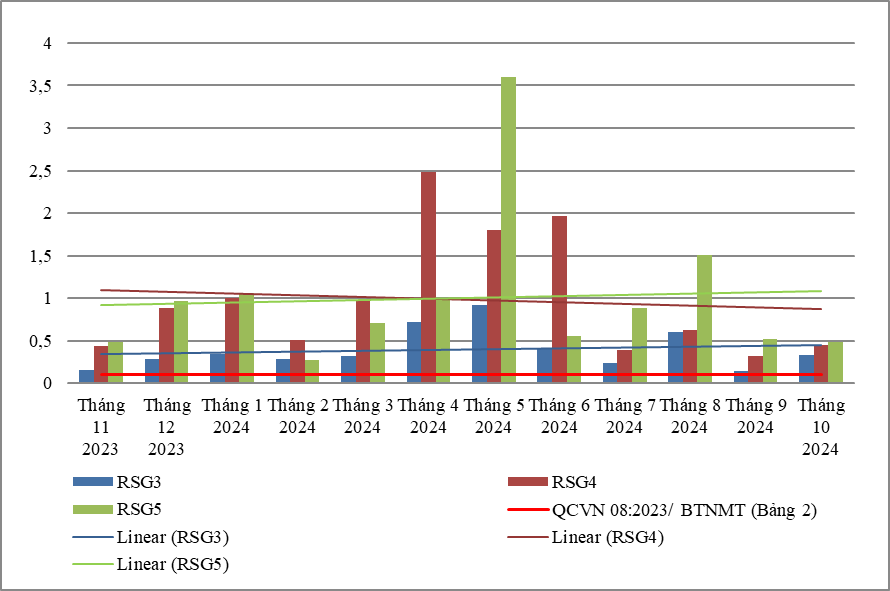 4
3,5
3
2,5
2
1,5
1
0,5
0
Tháng 11 2023
Tháng 12 2023
Tháng 1 2024
Tháng 2 2024
Tháng 3 2024
Tháng 4 2024
Tháng 5 2024
Tháng 6 2024
Tháng 7 2024
Tháng 8 2024
Tháng 9 2024
Tháng 10 2024
RSG3
RSG4
RSG5
QCVN 08:2023/ BTNMT (Bảng 2)
Linear (RSG3)
Linear (RSG4)
Linear (RSG5)